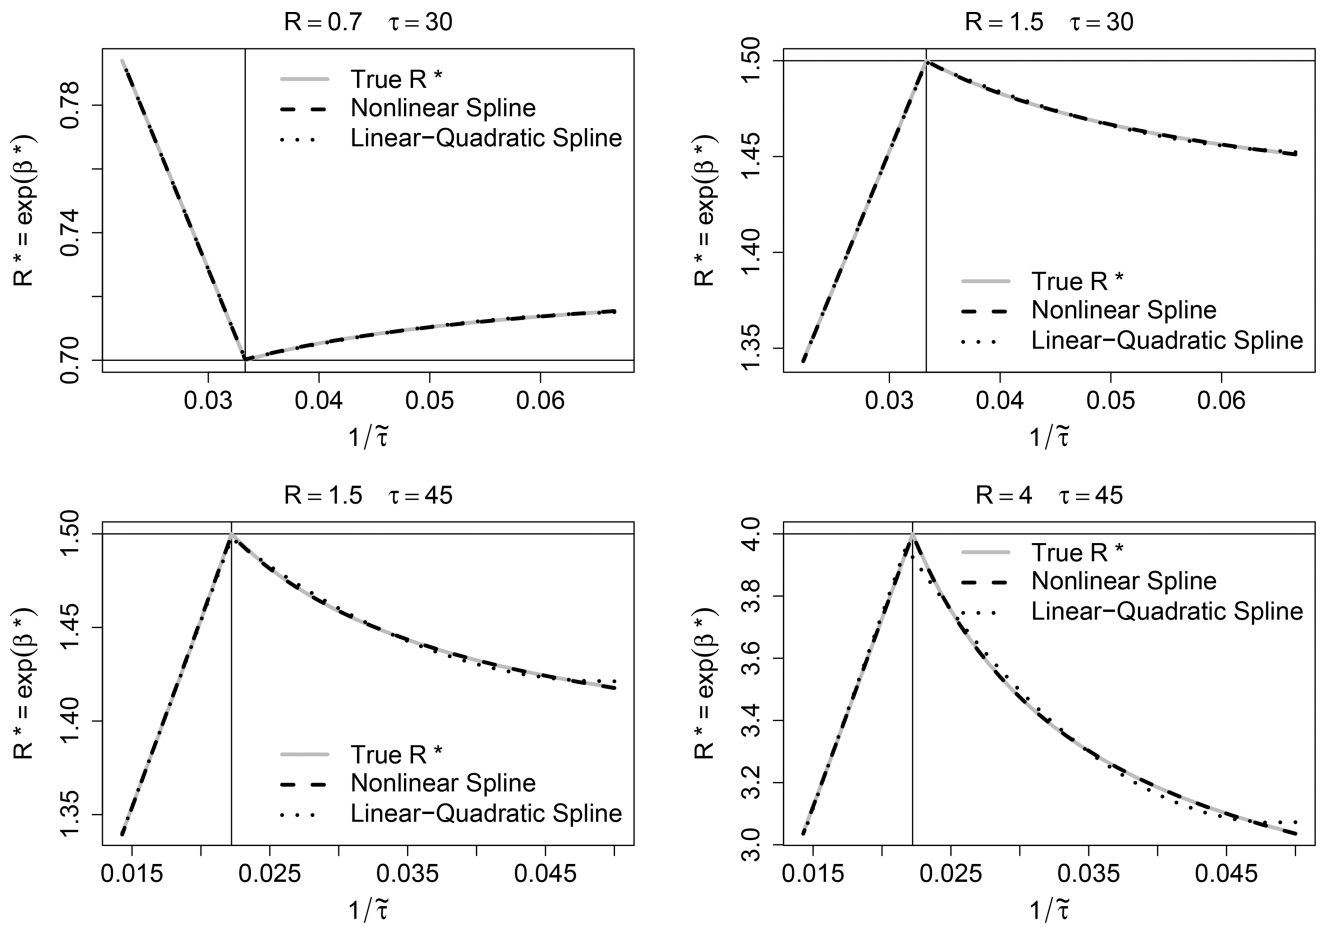 R = 0.7 τ = 30
R* = exp(β*)
0.70 0.74 0.78
True R *
Nonlinear Spline
Linear−Quadratic Spline
0.03 0.04 0.05 0.06
1/τ̃
R = 1.5 τ = 30
R* = exp(β*)
1.35 1.40 1.45 1.50
True R *
Nonlinear Spline
Linear−Quadratic Spline
0.03 0.04 0.05 0.06
1/τ̃
R = 1.5 τ = 45
R* = exp(β*)
1.35 1.40 1.45 1.50
True R *
Nonlinear Spline
Linear−Quadratic Spline
0.015 0.025 0.035 0.045
1/τ̃
R = 4 τ = 45
R* = exp(β*)
3.0 3.2 3.4 3.6 3.8 4.0
True R *
Nonlinear Spline
Linear−Quadratic Spline
0.015 0.025 0.035 0.045
1/τ̃